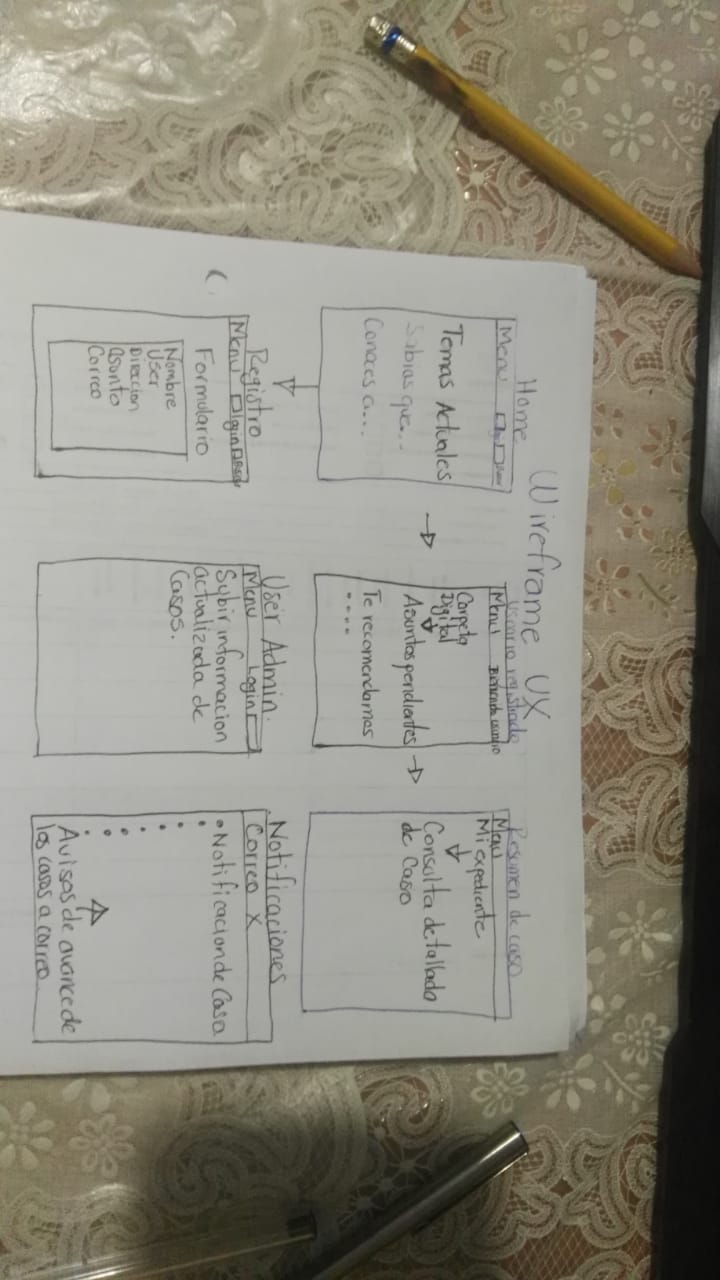 Wireframe UX
Home
Menu
Temas Actuales
Sabias que...
Conoces a...
Usuario registrado
Menu Bienvenido usuario
Carpeta
Digital
Asuntos pendientes
Te recomendamos
....
Resumen de caso
Menu
Mi expediente
Consulta detallada
de Caso
Registro
Menu login
Formulario
Nombre
User
Direccion
Asunto
Correo
User Admin.
Menu Login
Subir informacion
actualizada de
Casos.
Notificaciones
Correo X
• Notificacion de Caso
Avisos de avance de
los casos a correo.